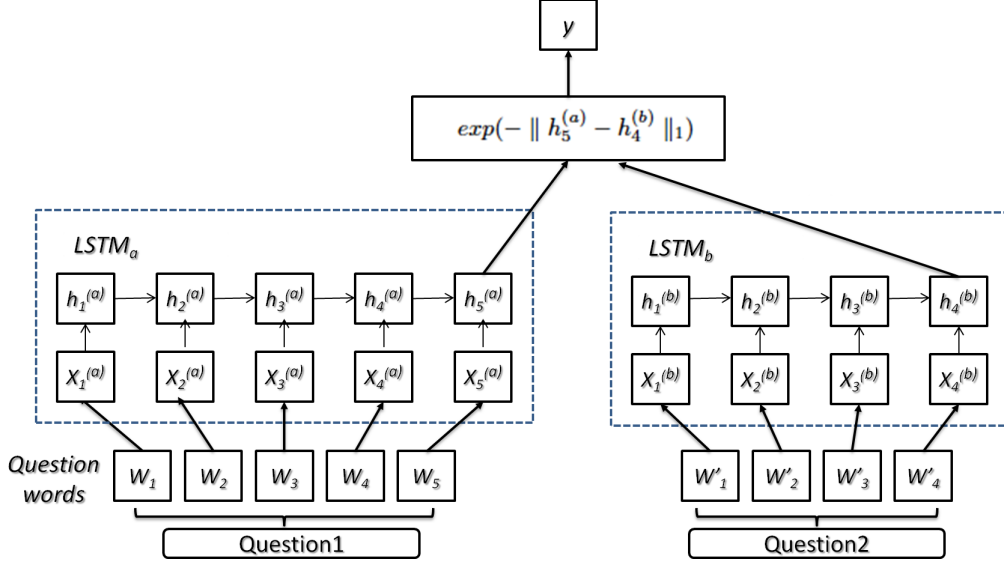 y
exp(− ‖ h₅⁽ᵃ⁾ − h₄⁽ᵇ⁾ ‖₁)
LSTMₐ
h₁⁽ᵃ⁾ h₂⁽ᵃ⁾ h₃⁽ᵃ⁾ h₄⁽ᵃ⁾ h₅⁽ᵃ⁾
X₁⁽ᵃ⁾ X₂⁽ᵃ⁾ X₃⁽ᵃ⁾ X₄⁽ᵃ⁾ X₅⁽ᵃ⁾
Question
words
W₁ W₂ W₃ W₄ W₅
Question1
LSTM_b
h₁⁽ᵇ⁾ h₂⁽ᵇ⁾ h₃⁽ᵇ⁾ h₄⁽ᵇ⁾
X₁⁽ᵇ⁾ X₂⁽ᵇ⁾ X₃⁽ᵇ⁾ X₄⁽ᵇ⁾
W'₁ W'₂ W'₃ W'₄
Question2